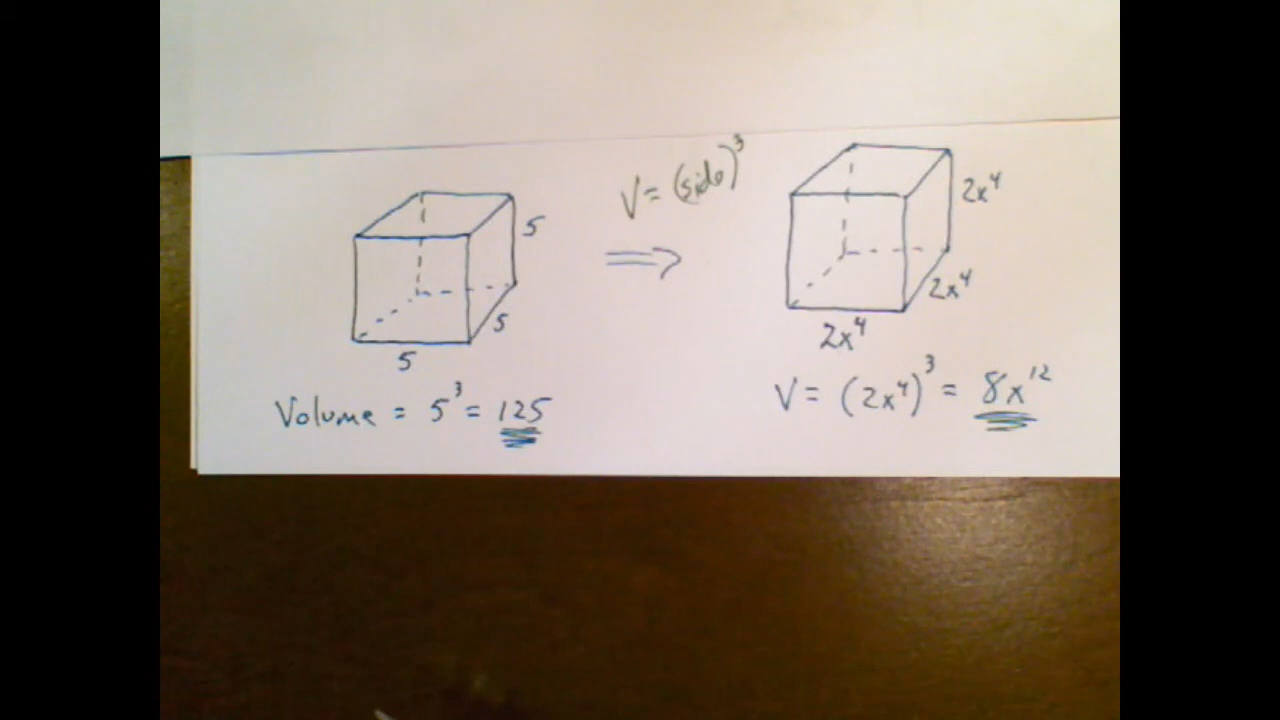 V = (side)³
5
5
5
Volume = 5³ = 125
2x⁴
2x⁴
2x⁴
V = (2x⁴)³ = 8x¹²